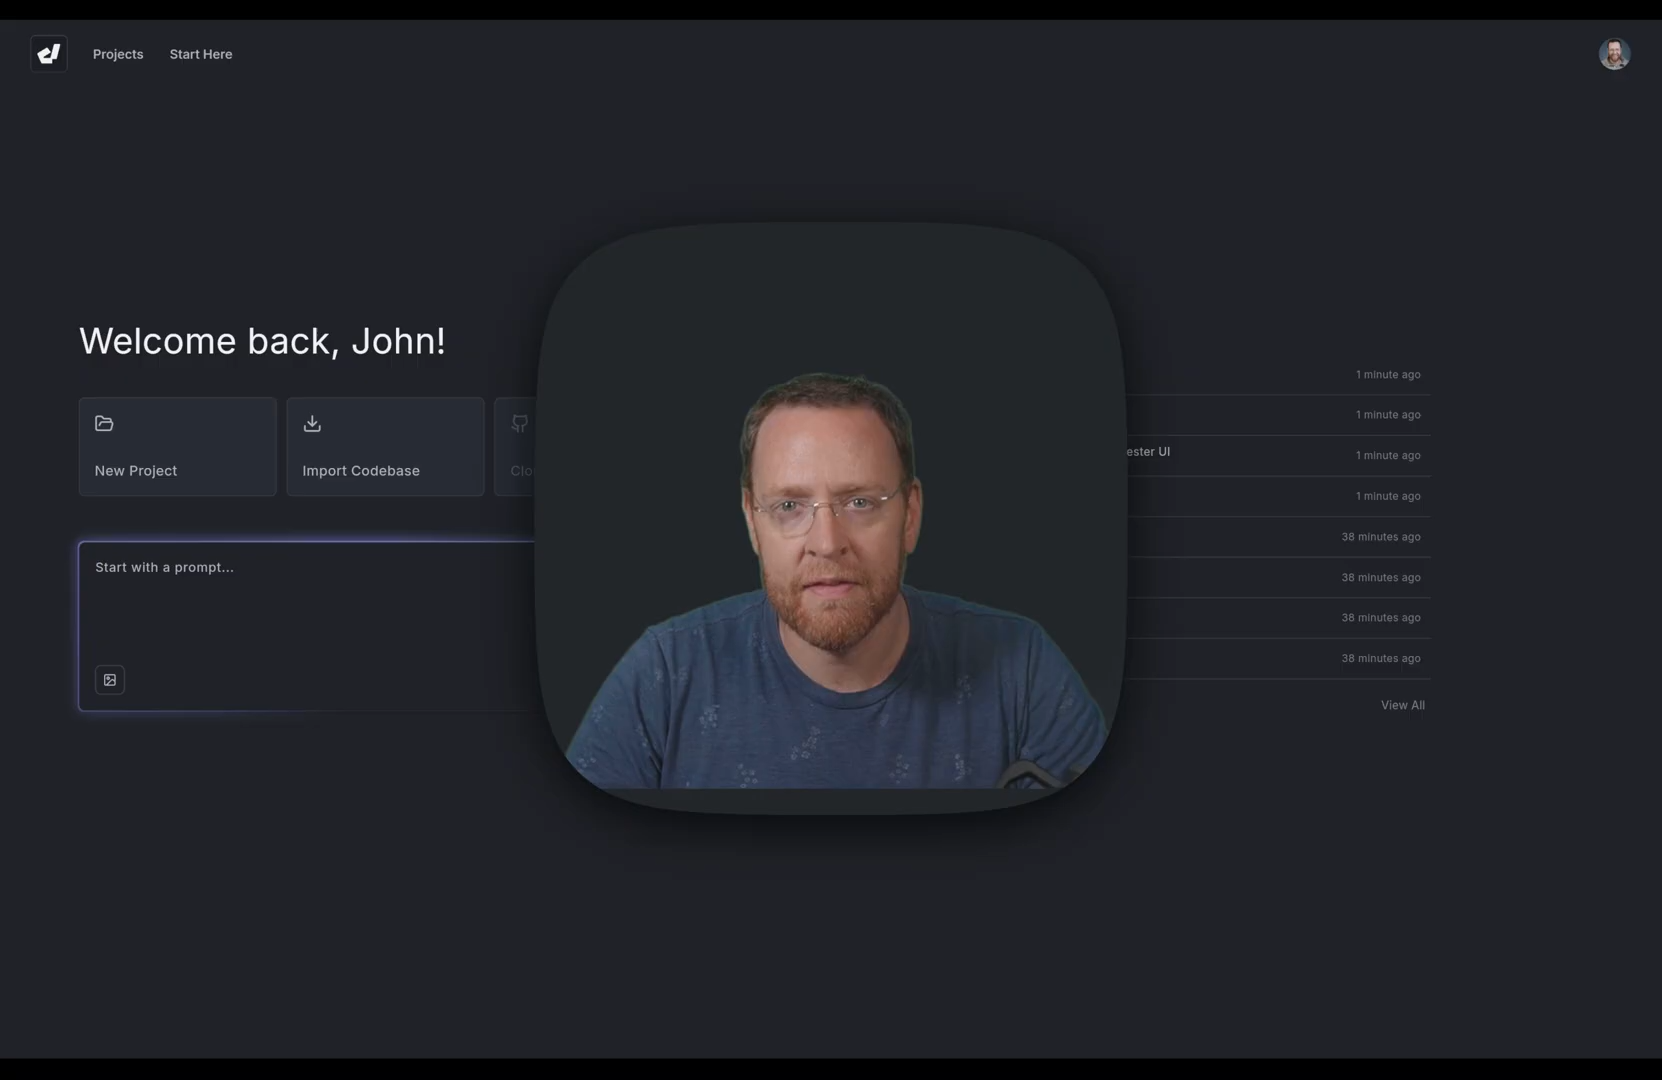 Projects
Start Here
Welcome back, John!
New Project
Import Codebase
Start with a prompt...
1 minute ago
1 minute ago
ester UI
1 minute ago
1 minute ago
38 minutes ago
38 minutes ago
38 minutes ago
38 minutes ago
View All